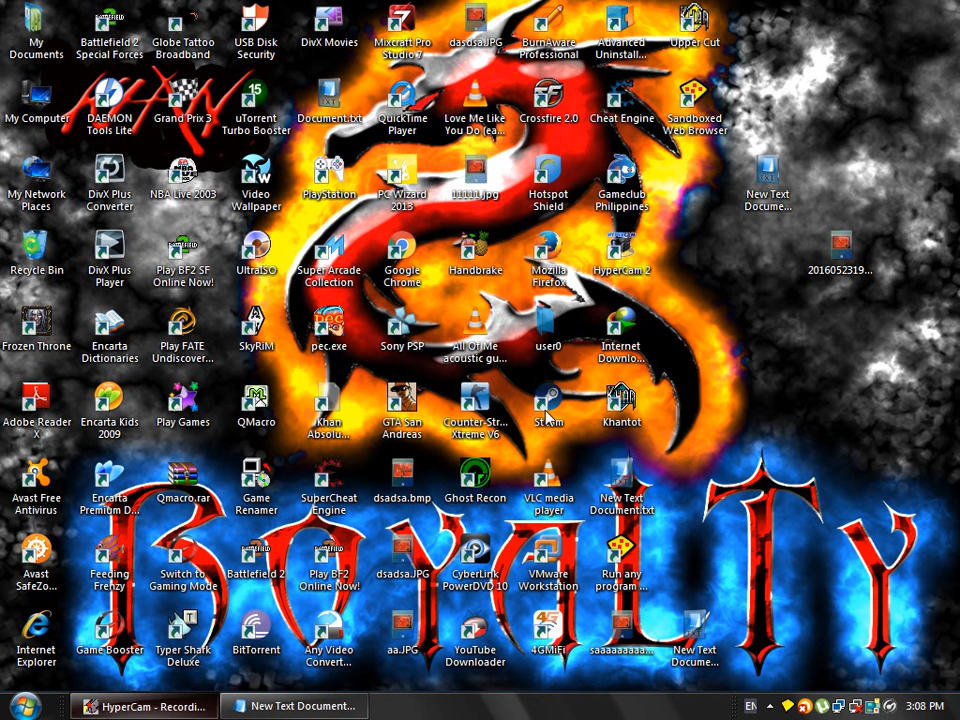 My
Documents
Battlefield 2
Special Forces
Globe Tattoo
Broadband
USB Disk
Security
DivX Movies
Mixcraft Pro
Studio 7
dasdsa.JPG
BurnAware
Professional
Advanced
Uninstall...
Upper Cut
My Computer
DAEMON
Tools Lite
Grand Prix 3
uTorrent
Turbo Booster
Document.txt
QuickTime
Player
Love Me Like
You Do (ea...
Crossfire 2.0
Cheat Engine
Sandboxed
Web Browser
My Network
Places
DivX Plus
Converter
NBA Live 2003
Video
Wallpaper
PlayStation
PC Wizard
2013
11111.jpg
Hotspot
Shield
Gameclub
Philippines
New Text
Docume...
Recycle Bin
DivX Plus
Player
Play BF2 SF
Online Now!
UltraISO
Super Arcade
Collection
Google
Chrome
Handbrake
Mozilla
Firefox
HyperCam 2
2016052319...
Frozen Throne
Encarta
Dictionaries
Play FATE
Undiscover...
SkyRiM
pec.exe
Sony PSP
All Of Me
acoustic gu...
user0
Internet
Downlo...
Adobe Reader
X
Encarta Kids
2009
Play Games
QMacro
Khan
Absolu...
GTA San
Andreas
Counter-Str...
Xtreme V6
Steam
Khantot
Avast Free
Antivirus
Encarta
Premium D...
Qmacro.rar
Game
Renamer
SuperCheat
Engine
dsadsa.bmp
Ghost Recon
VLC media
player
New Text
Document.txt
Royalty
Avast
SafeZo...
Feeding
Frenzy
Switch to
Gaming Mode
Battlefield 2
Play BF2
Online Now!
dsadsa.JPG
CyberLink
PowerDVD 10
VMware
Workstation
Run any
program ...
Internet
Explorer
Game Booster
Typer Shark
Deluxe
BitTorrent
Any Video
Convert...
aa.JPG
YouTube
Downloader
4GMiFi
saaaaaaaaa...
New Text
Docume...
HyperCam - Recordi...
New Text Document...
EN
3:08 PM